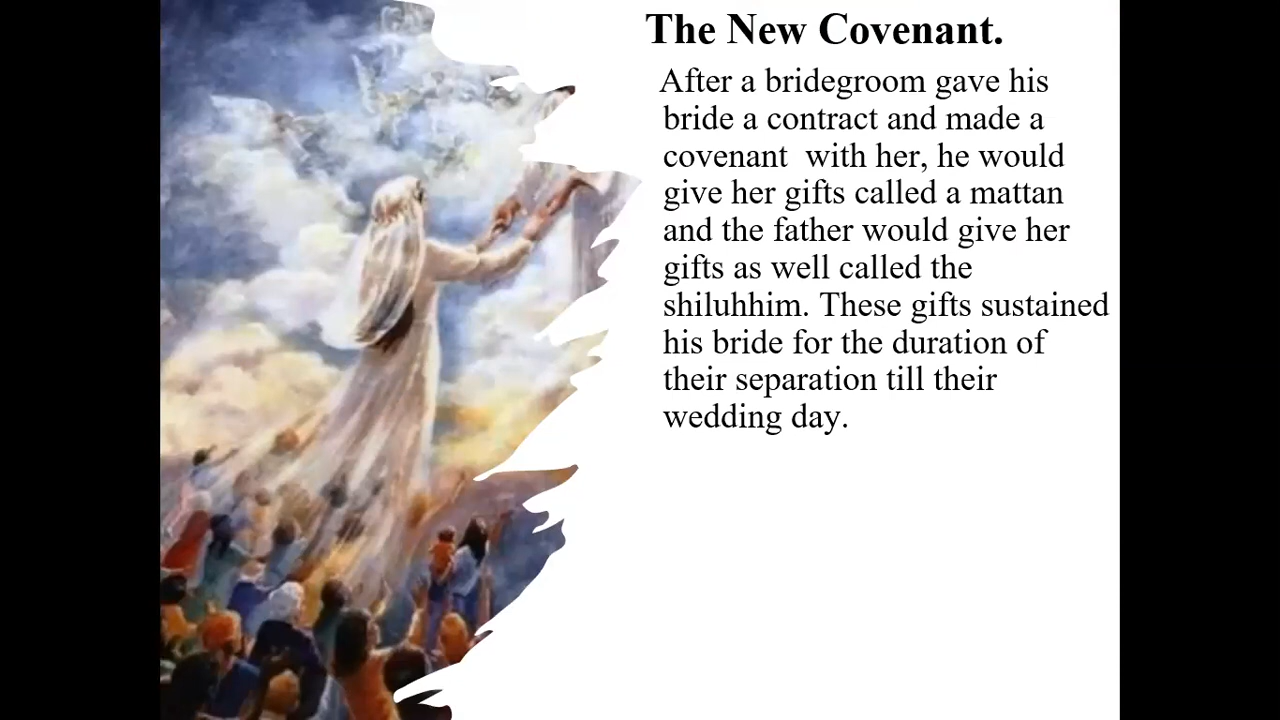 The New Covenant.
After a bridegroom gave his
bride a contract and made a
covenant  with her, he would
give her gifts called a mattan
and the father would give her
gifts as well called the
shiluhhim. These gifts sustained
his bride for the duration of
their separation till their
wedding day.